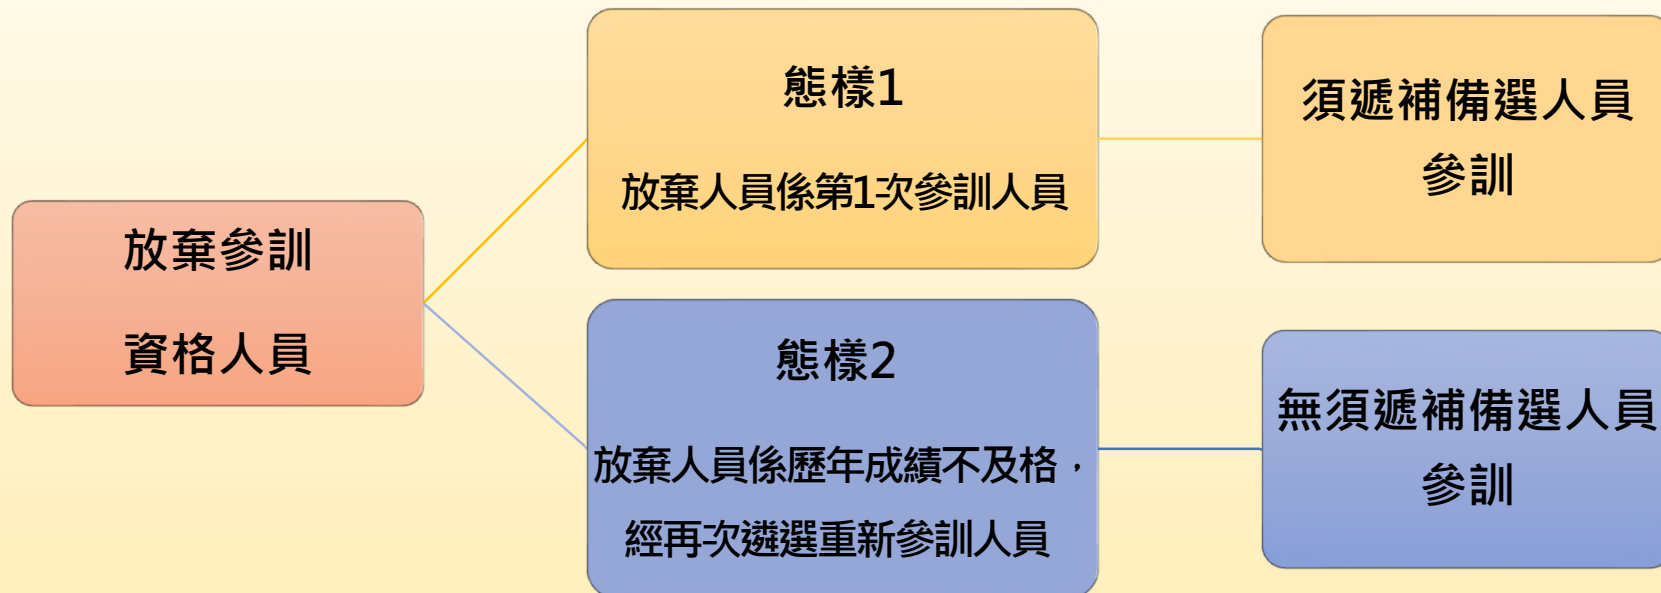 放棄參訓
資格人員
態樣1
放棄人員係第1次參訓人員
須遞補備選人員
參訓
態樣2
放棄人員係歷年成績不及格，
經再次遴選重新參訓人員
無須遞補備選人員
參訓